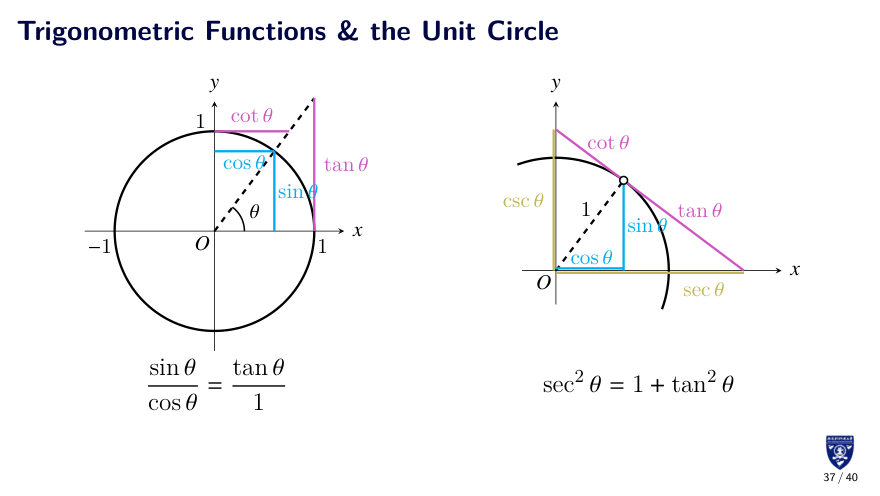 Trigonometric Functions & the Unit Circle
y
1
cot θ
cos θ
sin θ
tan θ
θ
−1
O
1
x
sin θ / cos θ = tan θ / 1
y
cot θ
csc θ
1
sin θ
tan θ
cos θ
O
x
sec θ
sec² θ = 1 + tan² θ
37 / 40